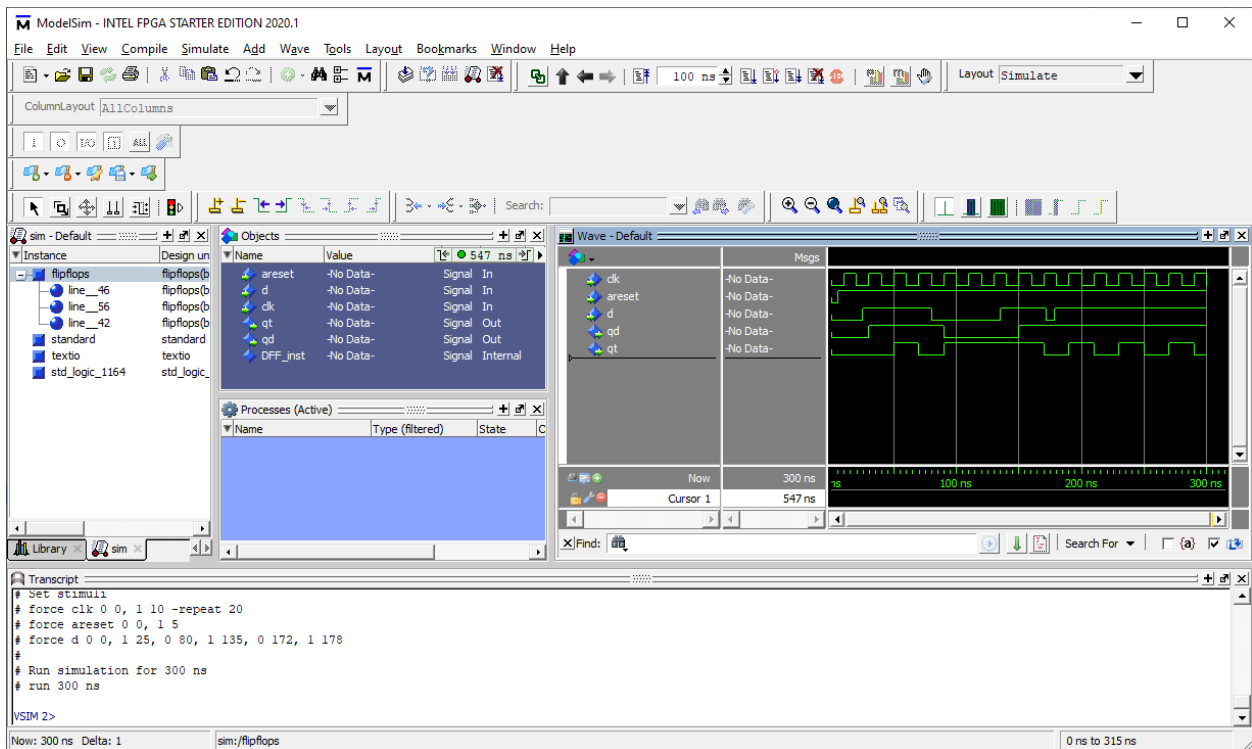 ModelSim - INTEL FPGA STARTER EDITION 2020.1
File Edit View Compile Simulate Add Wave Tools Layout Bookmarks Window Help
100 ns
Layout Simulate
ColumnLayout AllColumns
I O I/O ALL
Search:
sim - Default
Instance Design un
flipflops flipflops(b
line__46 flipflops(b
line__56 flipflops(b
line__42 flipflops(b
standard standard
textio textio
std_logic_1164 std_logic_
Library sim
Objects
Name Value 547 ns
areset -No Data- Signal In
d -No Data- Signal In
clk -No Data- Signal In
qt -No Data- Signal Out
qd -No Data- Signal Out
DFF_inst -No Data- Signal Internal
Processes (Active)
Name Type (filtered) State O
Wave - Default
Msgs
clk -No Data-
areset -No Data-
d -No Data-
qd -No Data-
qt -No Data-
Now 300 ns ns 100 ns 200 ns 300 ns
Cursor 1 547 ns
Find: Search For {a}
Transcript
# Set stimuli
# force clk 0 0, 1 10 -repeat 20
# force areset 0 0, 1 5
# force d 0 0, 1 25, 0 80, 1 135, 0 172, 1 178
#
# Run simulation for 300 ns
# run 300 ns
VSIM 2>
Now: 300 ns Delta: 1 sim:/flipflops 0 ns to 315 ns